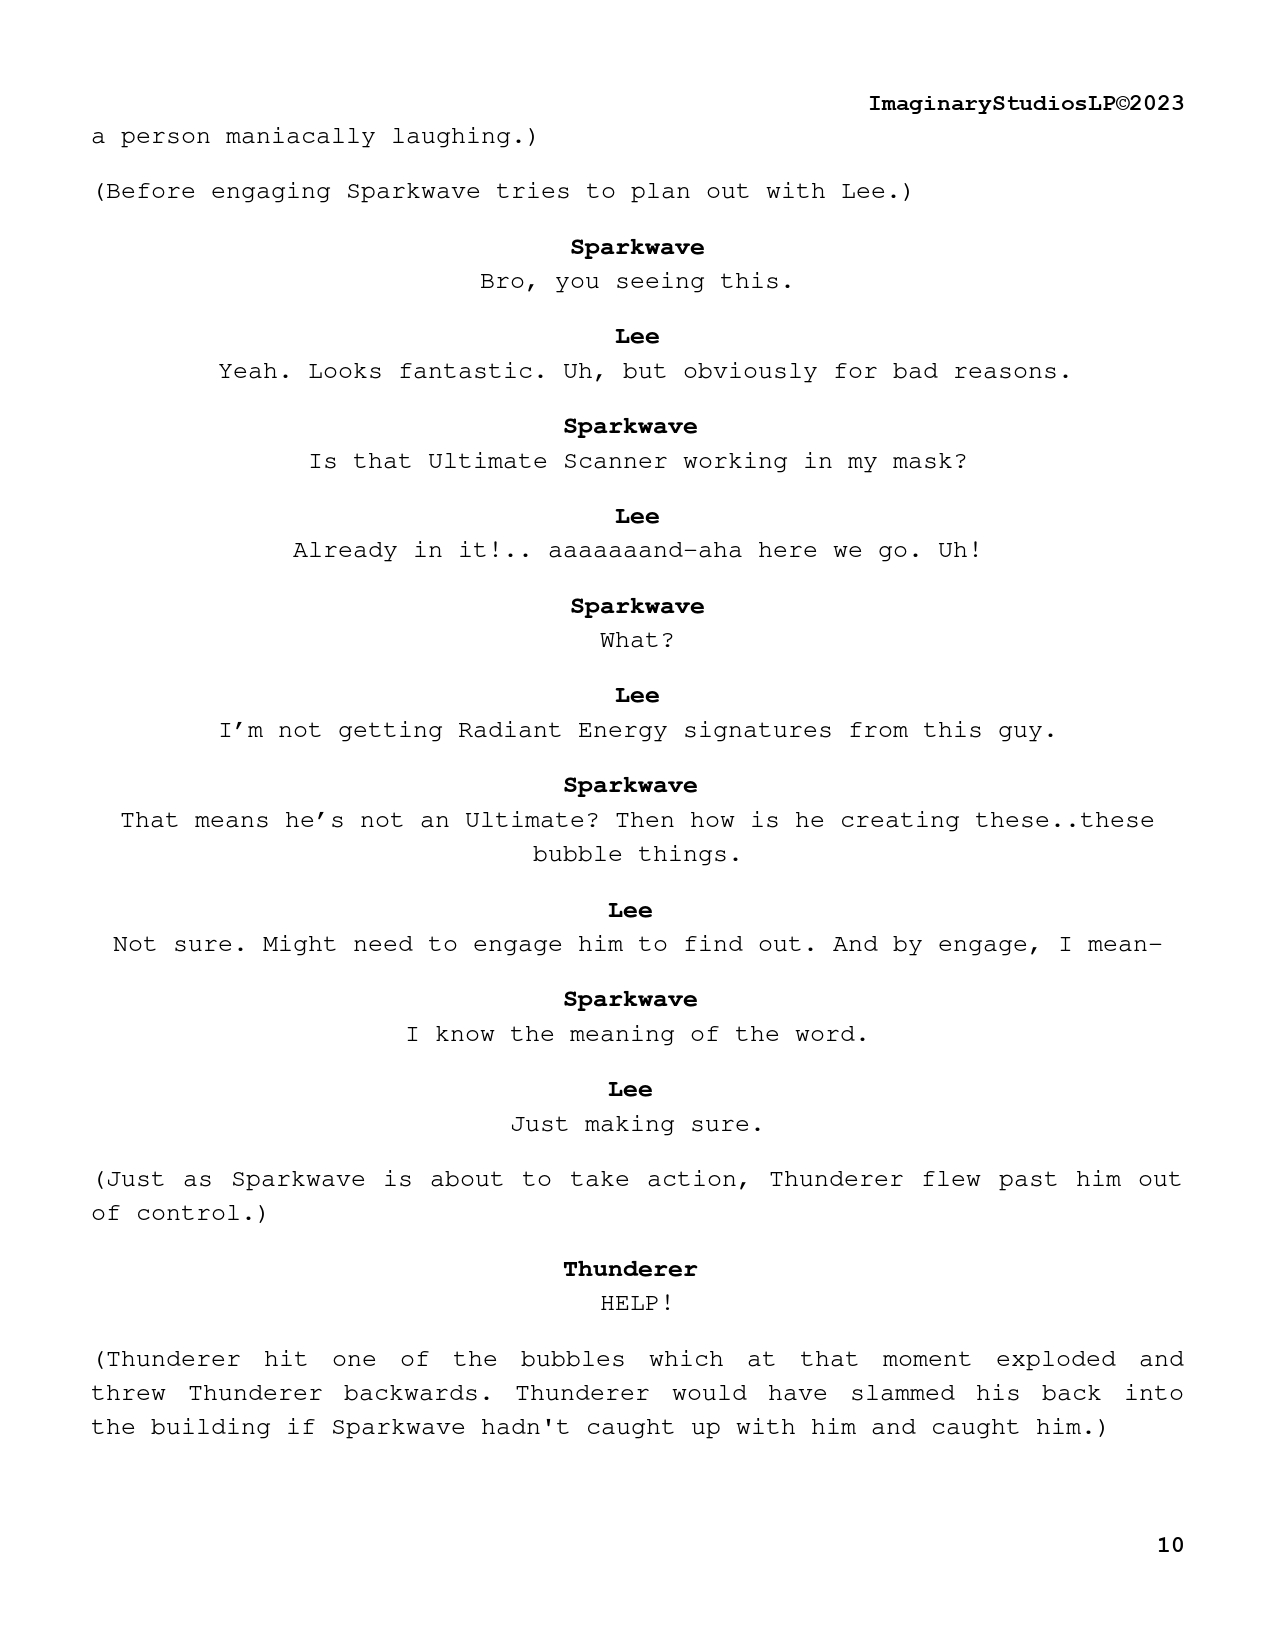 ImaginaryStudiosLP©2023
a person maniacally laughing.)
(Before engaging Sparkwave tries to plan out with Lee.)
Sparkwave
Bro, you seeing this.
Lee
Yeah. Looks fantastic. Uh, but obviously for bad reasons.
Sparkwave
Is that Ultimate Scanner working in my mask?
Lee
Already in it!.. aaaaaaand-aha here we go. Uh!
Sparkwave
What?
Lee
I’m not getting Radiant Energy signatures from this guy.
Sparkwave
That means he’s not an Ultimate? Then how is he creating these..these
bubble things.
Lee
Not sure. Might need to engage him to find out. And by engage, I mean-
Sparkwave
I know the meaning of the word.
Lee
Just making sure.
(Just as Sparkwave is about to take action, Thunderer flew past him out
of control.)
Thunderer
HELP!
(Thunderer hit one of the bubbles which at that moment exploded and
threw Thunderer backwards. Thunderer would have slammed his back into
the building if Sparkwave hadn't caught up with him and caught him.)
10